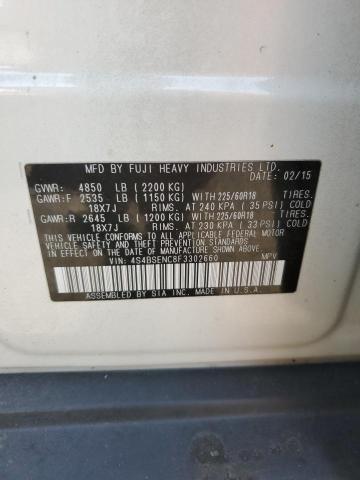 MFD BY FUJI HEAVY INDUSTRIES LTD.
DATE: 02/15
GVWR: 4850 LB (2200 KG)
GAWR:F 2535 LB (1150 KG) WITH 225/60R18 TIRES.
18X7J RIMS. AT 240 KPA (35 PSI) COLD
GAWR:R 2645 LB (1200 KG) WITH 225/60R18 TIRES.
18X7J RIMS. AT 230 KPA (33 PSI) COLD
THIS VEHICLE CONFORMS TO ALL APPLICABLE FEDERAL MOTOR
VEHICLE SAFETY AND THEFT PREVENTION STANDARDS
IN EFFECT ON THE DATE OF MANUFACTURE SHOWN ABOVE.
VIN: 4S4BSENC8F3302660 MPV
ASSEMBLED BY SIA INC. MADE IN U.S.A.